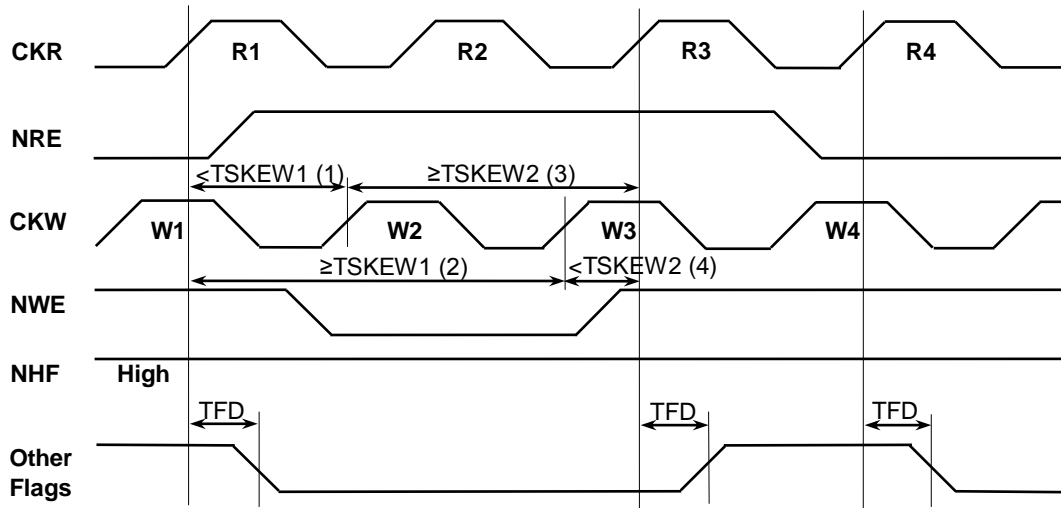 CKR R1 R2 R3 R4
NRE
<TSKEW1 (1) ≥TSKEW2 (3)
CKW W1 W2 W3 W4
≥TSKEW1 (2) <TSKEW2 (4)
NWE
NHF High
TFD TFD TFD
Other
Flags